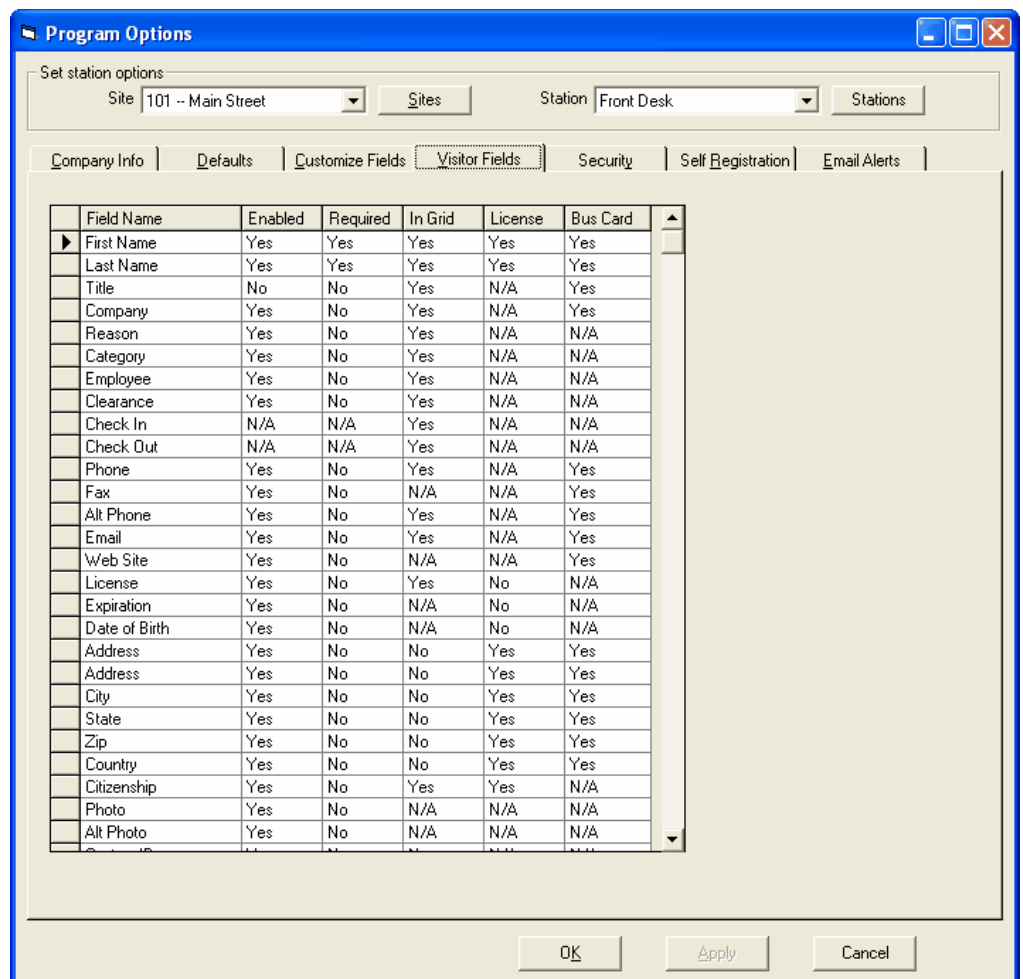 Program Options
Set station options
Site 101 -- Main Street Sites Station Front Desk Stations
Company Info Defaults Customize Fields Visitor Fields Security Self Registration Email Alerts
Field Name Enabled Required In Grid License Bus Card
First Name Yes Yes Yes Yes Yes
Last Name Yes Yes Yes Yes Yes
Title No No Yes N/A Yes
Company Yes No Yes N/A Yes
Reason Yes No Yes N/A N/A
Category Yes No Yes N/A N/A
Employee Yes No Yes N/A N/A
Clearance Yes No Yes N/A N/A
Check In N/A N/A Yes N/A N/A
Check Out N/A N/A Yes N/A N/A
Phone Yes No Yes N/A Yes
Fax Yes No N/A N/A Yes
Alt Phone Yes No Yes N/A Yes
Email Yes No Yes N/A Yes
Web Site Yes No N/A N/A Yes
License Yes No Yes No N/A
Expiration Yes No N/A No N/A
Date of Birth Yes No N/A No N/A
Address Yes No No Yes Yes
Address Yes No No Yes Yes
City Yes No No Yes Yes
State Yes No No Yes Yes
Zip Yes No No Yes Yes
Country Yes No No Yes Yes
Citizenship Yes No Yes Yes N/A
Photo Yes No N/A N/A N/A
Alt Photo Yes No N/A N/A N/A
OK Apply Cancel